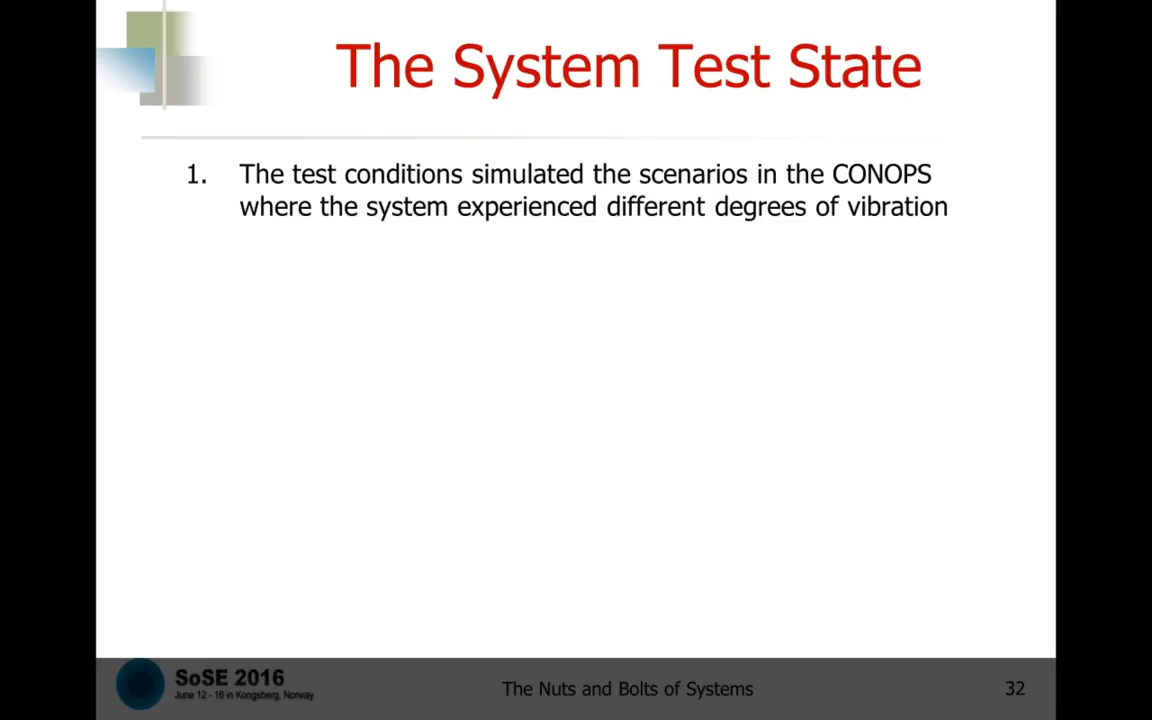 The System Test State
1. The test conditions simulated the scenarios in the CONOPS
where the system experienced different degrees of vibration
SoSE 2016
June 12 - 16 in Kongsberg, Norway
The Nuts and Bolts of Systems
32